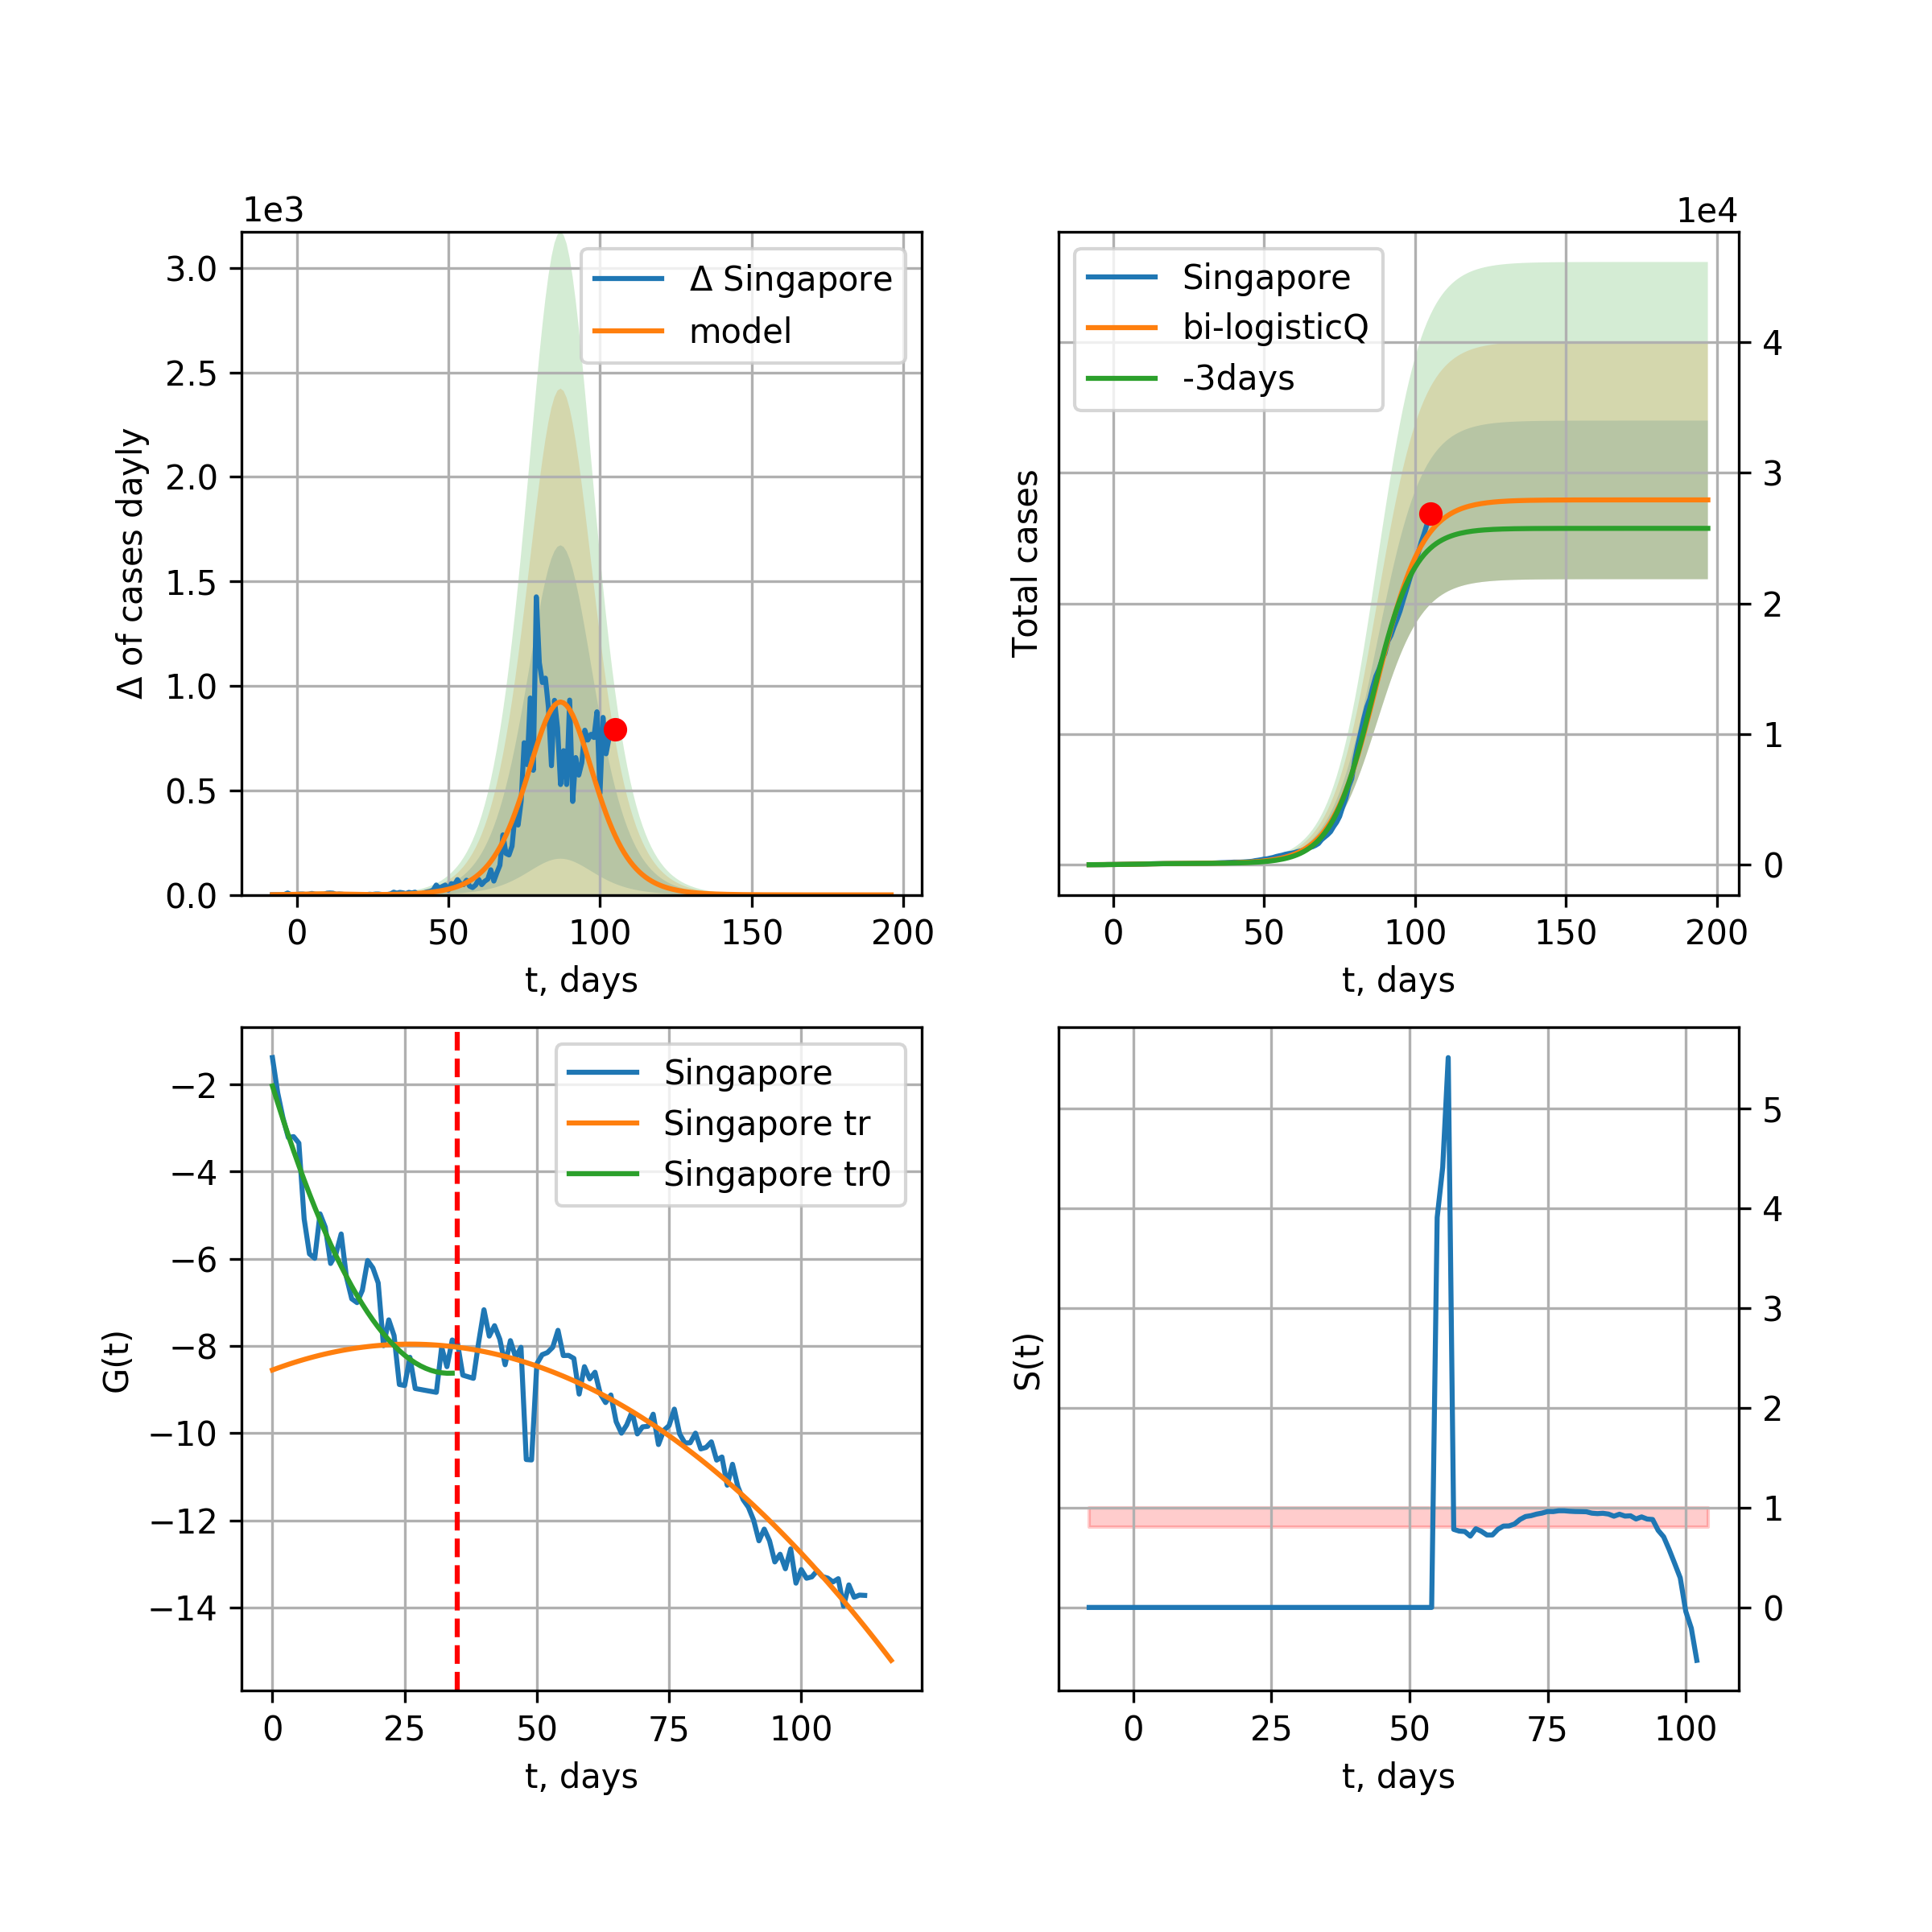 1e3
3.0
2.5
2.0
1.5
1.0
0.5
0.0
Δ of cases dayly
Δ Singapore
model
0 50 100 150 200
t, days
1e4
Singapore
bi-logisticQ
-3days
Total cases
4
3
2
1
0
0 50 100 150 200
t, days
−2
−4
−6
−8
−10
−12
−14
G(t)
Singapore
Singapore tr
Singapore tr0
0 25 50 75 100
t, days
S(t)
5
4
3
2
1
0
0 25 50 75 100
t, days